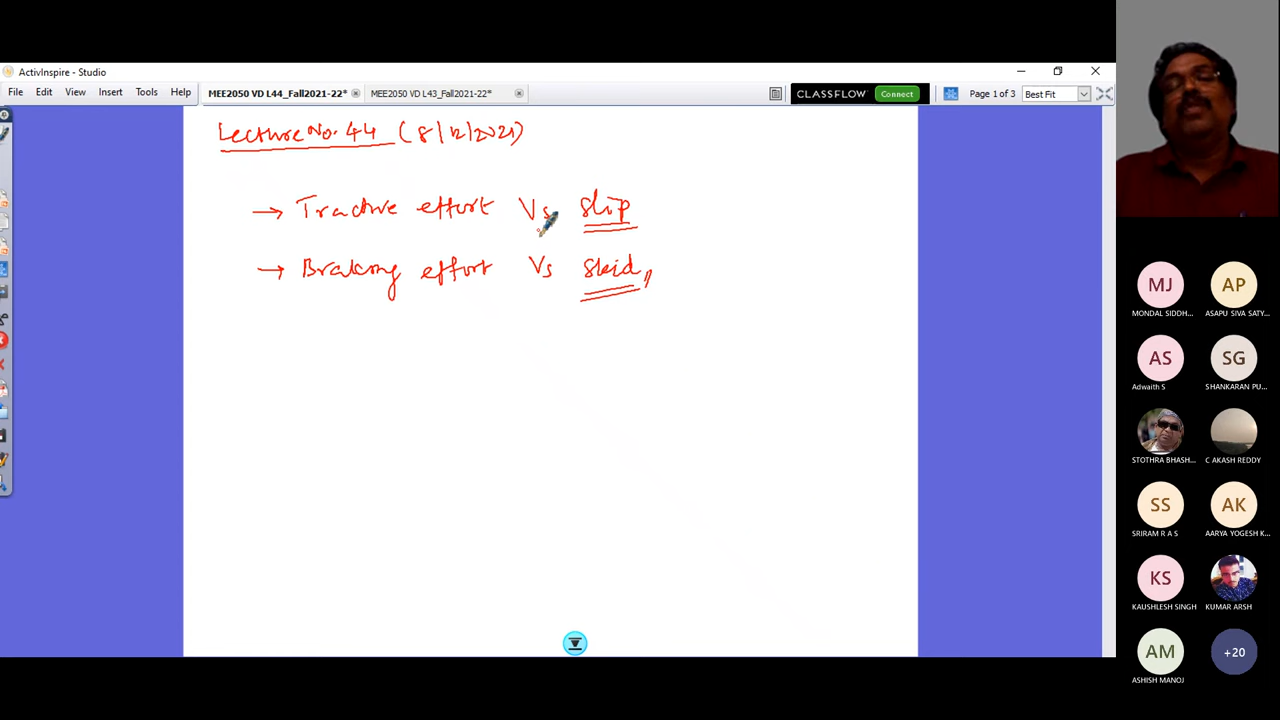 ActivInspire - Studio
File Edit View Insert Tools Help
MEE2050 VD L44_Fall2021-22* MEE2050 VD L43_Fall2021-22* CLASSFLOW Connect Page 1 of 3 Best Fit
Lecture No. 44 (8/12/2021)
→ Tractive effort Vs slip
→ Braking effort Vs skid
MJ AP
MONDAL SIDDH... ASAPU SIVA SATY...
AS SG
Adwaith S SHANKARAN PU...
STOTHRA BHASH... C AKASH REDDY
SS AK
SRIRAM R A S AARYA YOGESH K...
KS
KAUSHLESH SINGH KUMAR ARSH
AM +20
ASHISH MANOJ